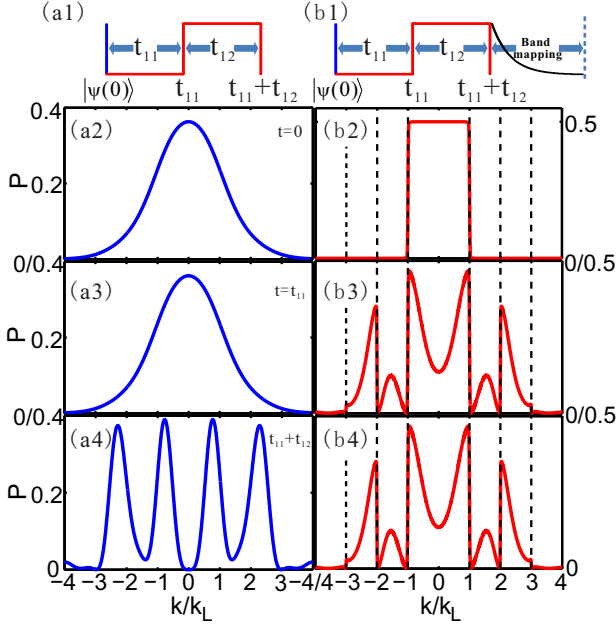 (a1)
t₁₁ t₁₂
|ψ(0)⟩ t₁₁ t₁₁+t₁₂
(b1)
t₁₁ t₁₂ Band mapping
|ψ(0)⟩ t₁₁ t₁₁+t₁₂
0.4 (a2) t=0
P 0.2
0/0.4 (a3) t=t₁₁
P 0.2
0/0.4 (a4) t₁₁+t₁₂
P 0.2
0
−4 −3 −2 −1 0 1 2 3
k/k_L
(b2) 0.5
(b3) 0/0.5
(b4) 0/0.5
0
−4/4 −3 −2 −1 0 1 2 3 4
k/k_L